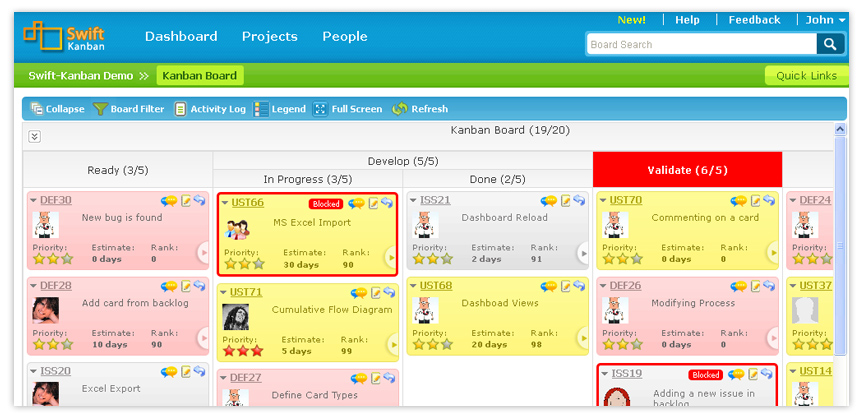 New! Help Feedback John
Swift
Kanban
Dashboard Projects People
Board Search
Swift-Kanban Demo >> Kanban Board Quick Links
Collapse Board Filter Activity Log Legend Full Screen Refresh
Kanban Board (19/20)
Ready (3/5)
Develop (5/5)
In Progress (3/5)
Done (2/5)
Validate (6/5)
DEF30
New bug is found
Priority: Estimate: Rank:
0 days 0
DEF28
Add card from backlog
Priority: Estimate: Rank:
10 days 90
ISS20
Excel Export
UST66 Blocked
MS Excel Import
Priority: Estimate: Rank:
30 days 90
UST71
Cumulative Flow Diagram
Priority: Estimate: Rank:
5 days 99
DEF27
Define Card Types
ISS21
Dashboard Reload
Priority: Estimate: Rank:
2 days 91
UST68
Dashboad Views
Priority: Estimate: Rank:
20 days 98
UST70
Commenting on a card
Priority: Estimate: Rank:
0 days 0
DEF26
Modifying Process
Priority: Estimate: Rank:
0 days 0
ISS19 Blocked
Adding a new issue in
backlog
DEF24
Priority:
UST37
Priority:
UST14